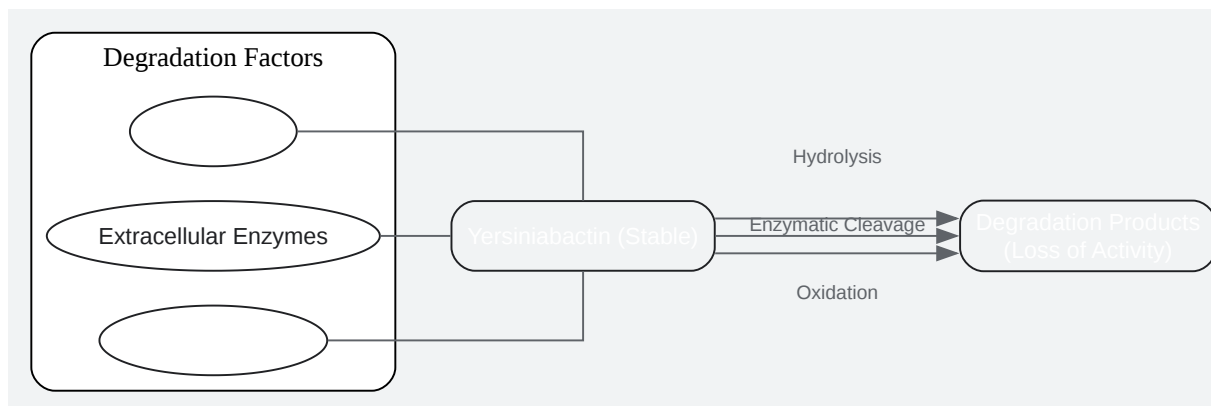 Degradation Factors
Extracellular Enzymes
Yersiniabactin (Stable)
Hydrolysis
Enzymatic Cleavage
Oxidation
Degradation Products
(Loss of Activity)